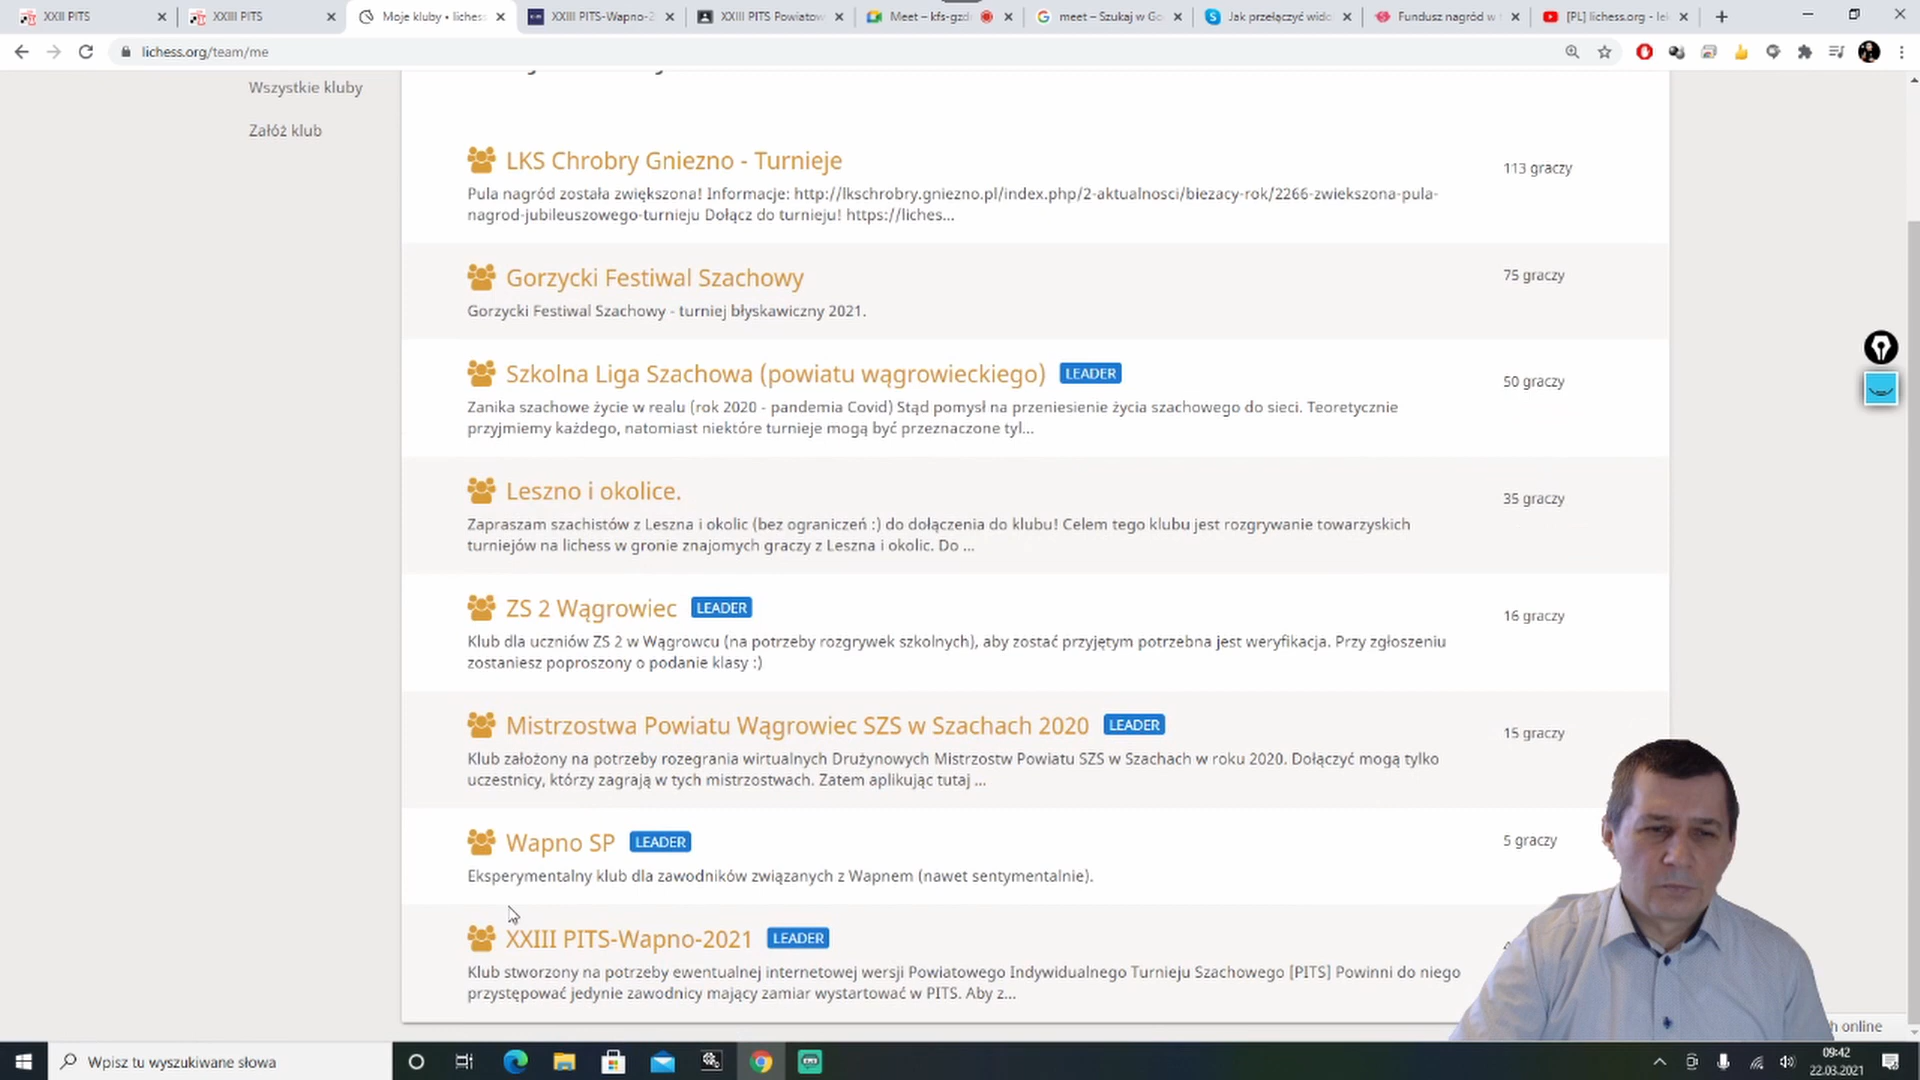 XXII PITS
XXIII PITS
Moje kluby • lichess
XXIII PITS-Wapno-2
XXIII PITS Powiatow
Meet – kfs-gzd
meet – Szukaj w Go
Jak przełączyć wido
Fundusz nagród w
[PL] lichess.org - le
lichess.org/team/me
Wszystkie kluby
Załóż klub
LKS Chrobry Gniezno - Turnieje
113 graczy
Pula nagród została zwiększona! Informacje: http://lkschrobry.gniezno.pl/index.php/2-aktualnosci/biezacy-rok/2266-zwiekszona-pula-
nagrod-jubileuszowego-turnieju Dołącz do turnieju! https://liches...
Gorzycki Festiwal Szachowy
75 graczy
Gorzycki Festiwal Szachowy - turniej błyskawiczny 2021.
Szkolna Liga Szachowa (powiatu wągrowieckiego) LEADER
50 graczy
Zanika szachowe życie w realu (rok 2020 - pandemia Covid) Stąd pomysł na przeniesienie życia szachowego do sieci. Teoretycznie
przyjmiemy każdego, natomiast niektóre turnieje mogą być przeznaczone tyl...
Leszno i okolice.
35 graczy
Zapraszam szachistów z Leszna i okolic (bez ograniczeń :) do dołączenia do klubu! Celem tego klubu jest rozgrywanie towarzyskich
turniejów na lichess w gronie znajomych graczy z Leszna i okolic. Do ...
ZS 2 Wągrowiec LEADER
16 graczy
Klub dla uczniów ZS 2 w Wągrowcu (na potrzeby rozgrywek szkolnych), aby zostać przyjętym potrzebna jest weryfikacja. Przy zgłoszeniu
zostaniesz poproszony o podanie klasy :)
Mistrzostwa Powiatu Wągrowiec SZS w Szachach 2020 LEADER
15 graczy
Klub założony na potrzeby rozegrania wirtualnych Drużynowych Mistrzostw Powiatu SZS w Szachach w roku 2020. Dołączyć mogą tylko
uczestnicy, którzy zagrają w tych mistrzostwach. Zatem aplikując tutaj ...
Wapno SP LEADER
5 graczy
Eksperymentalny klub dla zawodników związanych z Wapnem (nawet sentymentalnie).
XXIII PITS-Wapno-2021 LEADER
Klub stworzony na potrzeby ewentualnej internetowej wersji Powiatowego Indywidualnego Turnieju Szachowego [PITS] Powinni do niego
przystępować jedynie zawodnicy mający zamiar wystartować w PITS. Aby z...
h online
Wpisz tu wyszukiwane słowa
09:42
22.03.2021